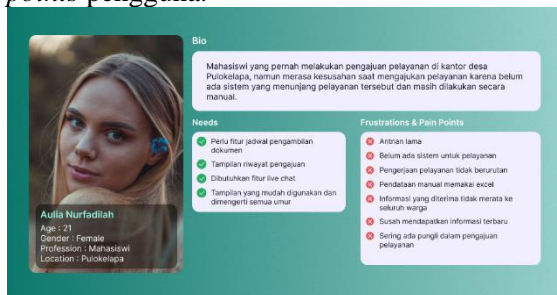 points pengguna.
Bio
Mahasiswi yang pernah melakukan pengajuan pelayanan di kantor desa
Pulokelapa, namun merasa kesusahan saat mengajukan pelayanan karena belum
ada sistem yang menunjang pelayanan tersebut dan masih dilakukan secara
manual.
Needs
Perlu fitur jadwal pengambilan
dokumen
Tampilan riwayat pengajuan
Dibutuhkan fitur live chat
Tampilan yang mudah digunakan dan
dimengerti semua umur
Frustrations & Pain Points
Antrian lama
Belum ada sistem untuk pelayanan
Pengerjaan pelayanan tidak berurutan
Pendataan manual memakai excel
Informasi yang diterima tidak merata ke
seluruh warga
Susah mendapatkan informasi terbaru
Sering ada pungli dalam pengajuan
pelayanan
Aulia Nurfadilah
Age : 21
Gender : Female
Profession : Mahasiswi
Location : Pulokelapa